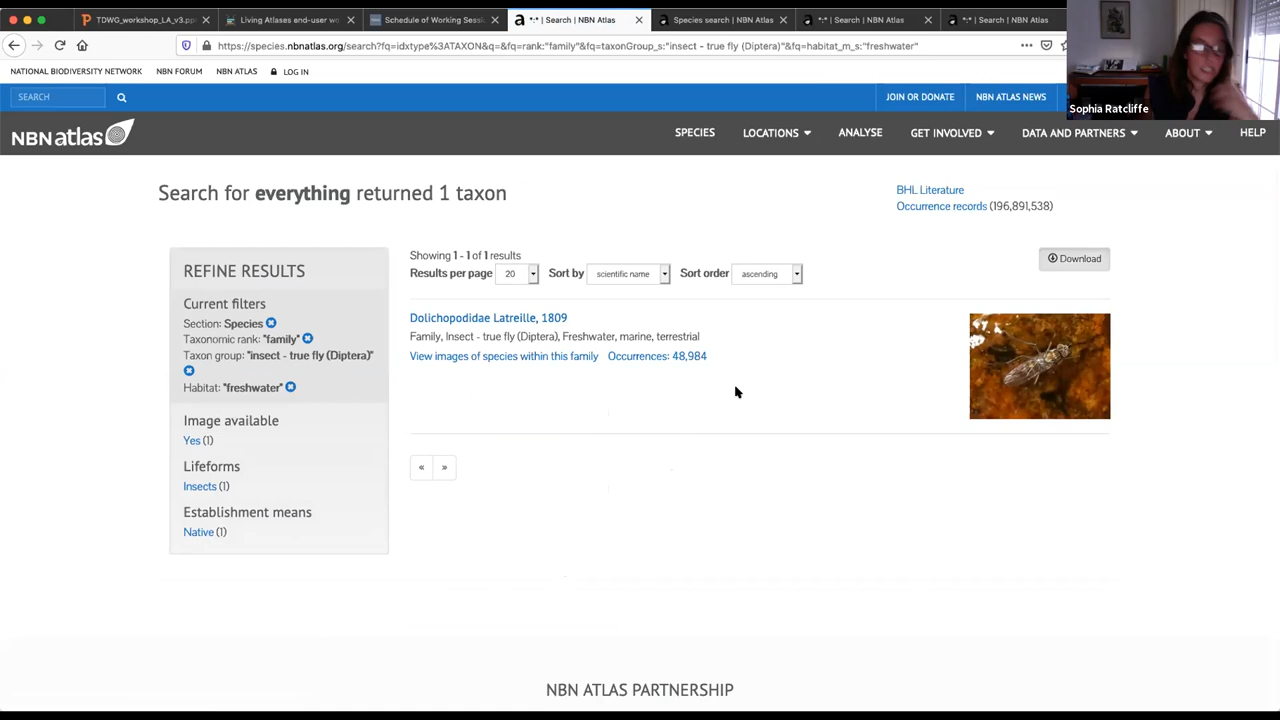 TDWG_workshop_LA_v3.pp
Living Atlases end-user w
Schedule of Working Sessi
*:* | Search | NBN Atlas
Species search | NBN Atlas
*:* | Search | NBN Atlas
*:* | Search | NBN Atlas
https://species.nbnatlas.org/search?fq=idxtype%3ATAXON&q=&fq=rank:"family"&fq=taxonGroup_s:"insect - true fly (Diptera)"&fq=habitat_m_s:"freshwater"
NATIONAL BIODIVERSITY NETWORK NBN FORUM NBN ATLAS LOG IN
SEARCH
JOIN OR DONATE NBN ATLAS NEWS
Sophia Ratcliffe
NBN atlas
SPECIES LOCATIONS ANALYSE GET INVOLVED DATA AND PARTNERS ABOUT HELP
Search for everything returned 1 taxon
BHL Literature
Occurrence records (196,891,538)
REFINE RESULTS
Current filters
Section: Species
Taxonomic rank: "family"
Taxon group: "insect - true fly (Diptera)"
Habitat: "freshwater"
Image available
Yes (1)
Lifeforms
Insects (1)
Establishment means
Native (1)
Showing 1 - 1 of 1 results
Results per page 20 Sort by scientific name Sort order ascending
Download
Dolichopodidae Latreille, 1809
Family, Insect - true fly (Diptera), Freshwater, marine, terrestrial
View images of species within this family Occurrences: 48,984
« »
NBN ATLAS PARTNERSHIP